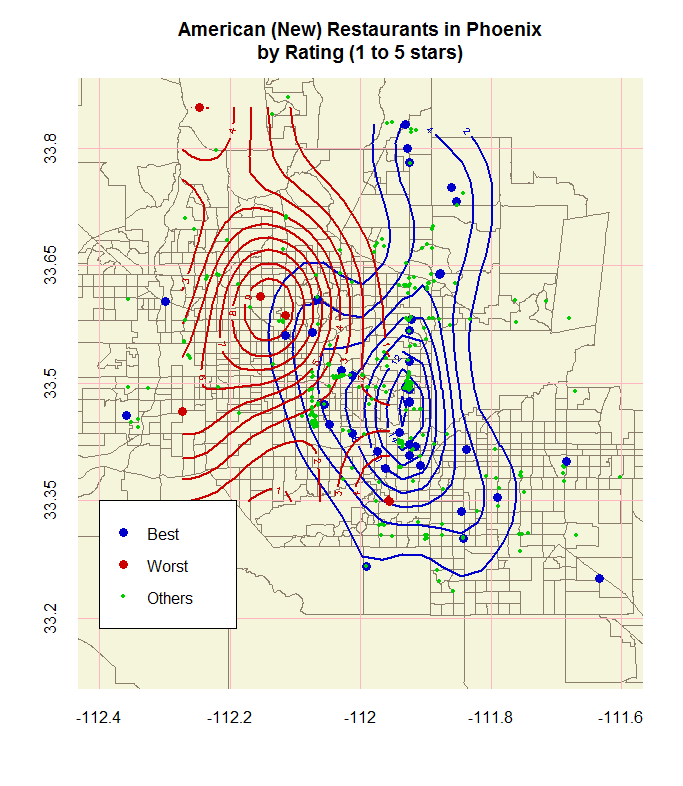 American (New) Restaurants in Phoenix
by Rating (1 to 5 stars)
33.8
33.65
33.5
33.35
33.2
Best
Worst
Others
-112.4
-112.2
-112
-111.8
-111.6